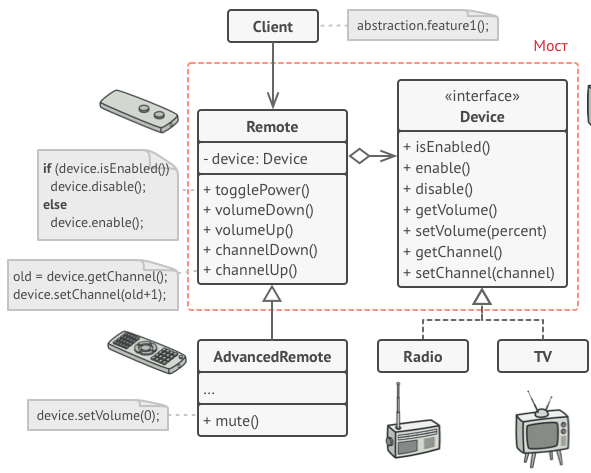 Client
abstraction.feature1();
Мост
Remote
- device: Device
+ togglePower()
+ volumeDown()
+ volumeUp()
+ channelDown()
+ channelUp()
if (device.isEnabled())
device.disable();
else
device.enable();
old = device.getChannel();
device.setChannel(old+1);
«interface»
Device
+ isEnabled()
+ enable()
+ disable()
+ getVolume()
+ setVolume(percent)
+ getChannel()
+ setChannel(channel)
AdvancedRemote
...
+ mute()
device.setVolume(0);
Radio
TV